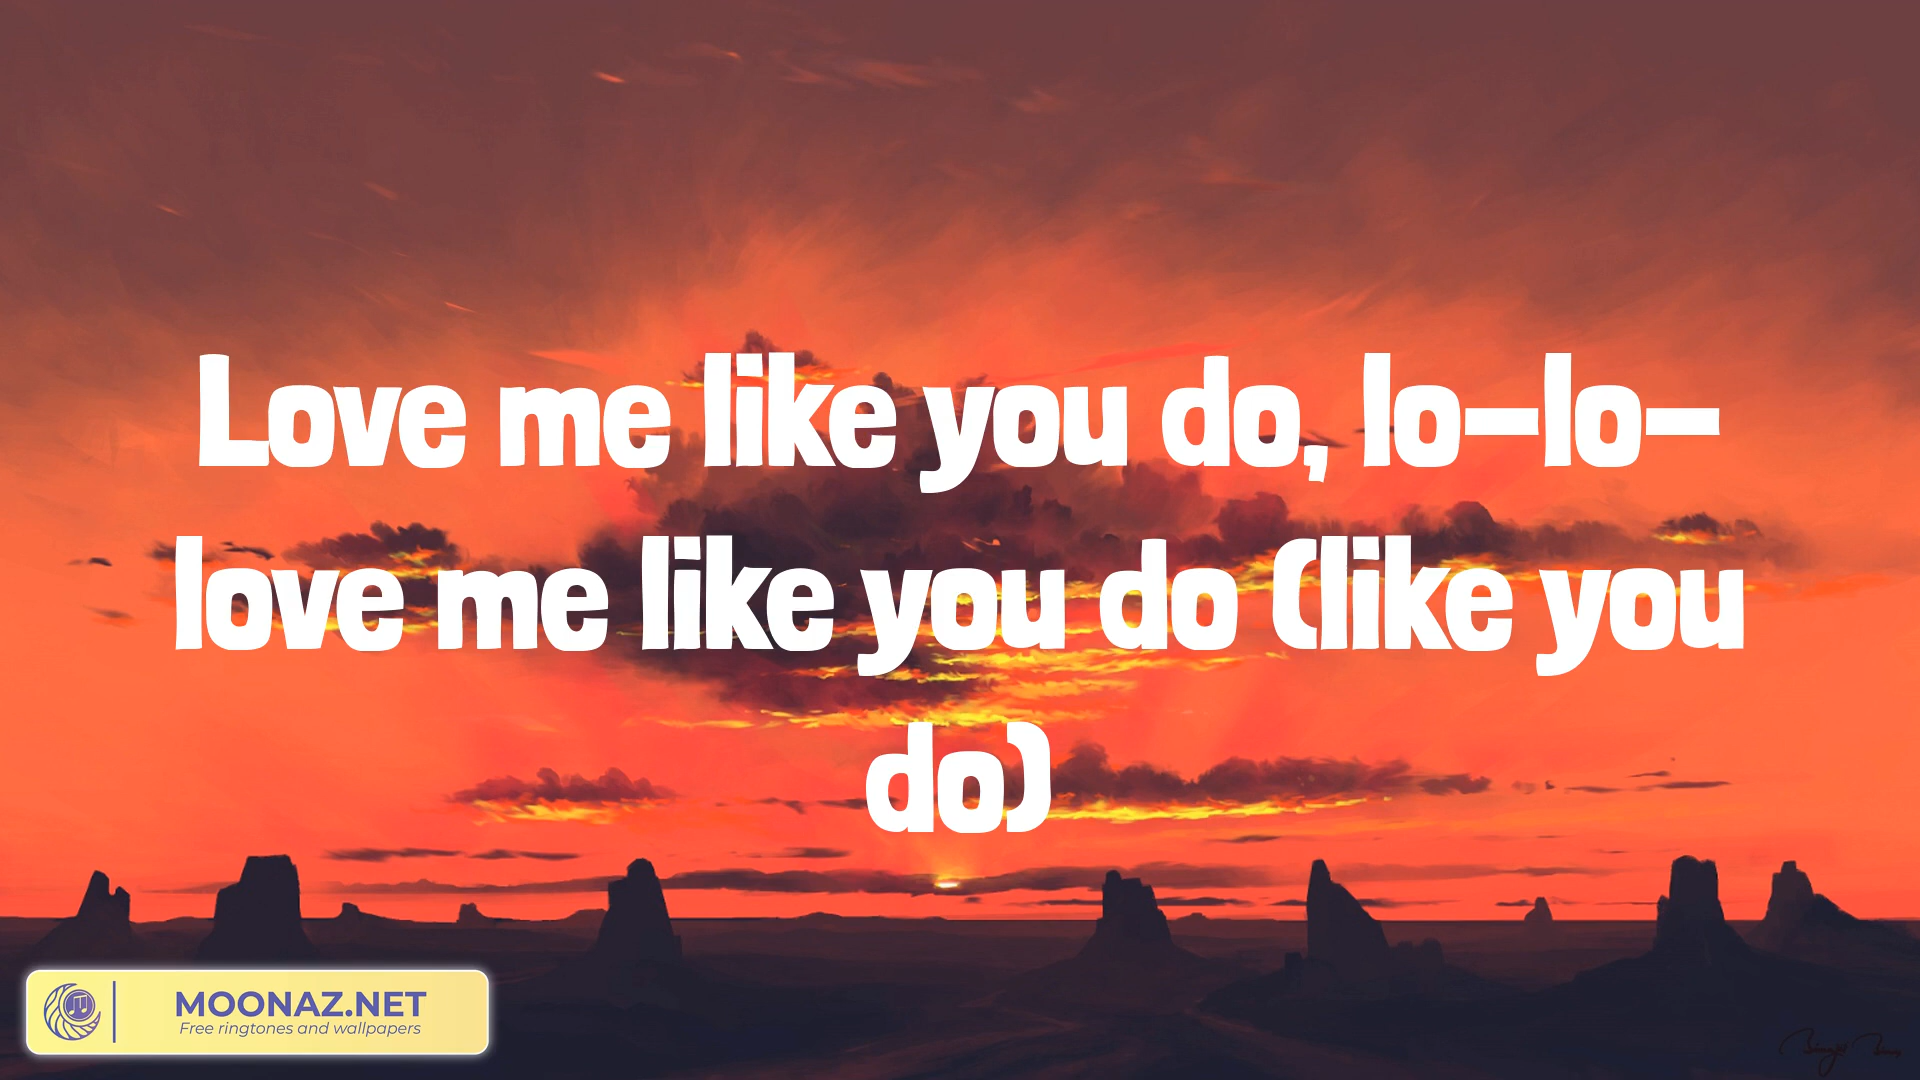 Love me like you do, lo-lo-
love me like you do (like you
do)
MOONAZ.NET
Free ringtones and wallpapers